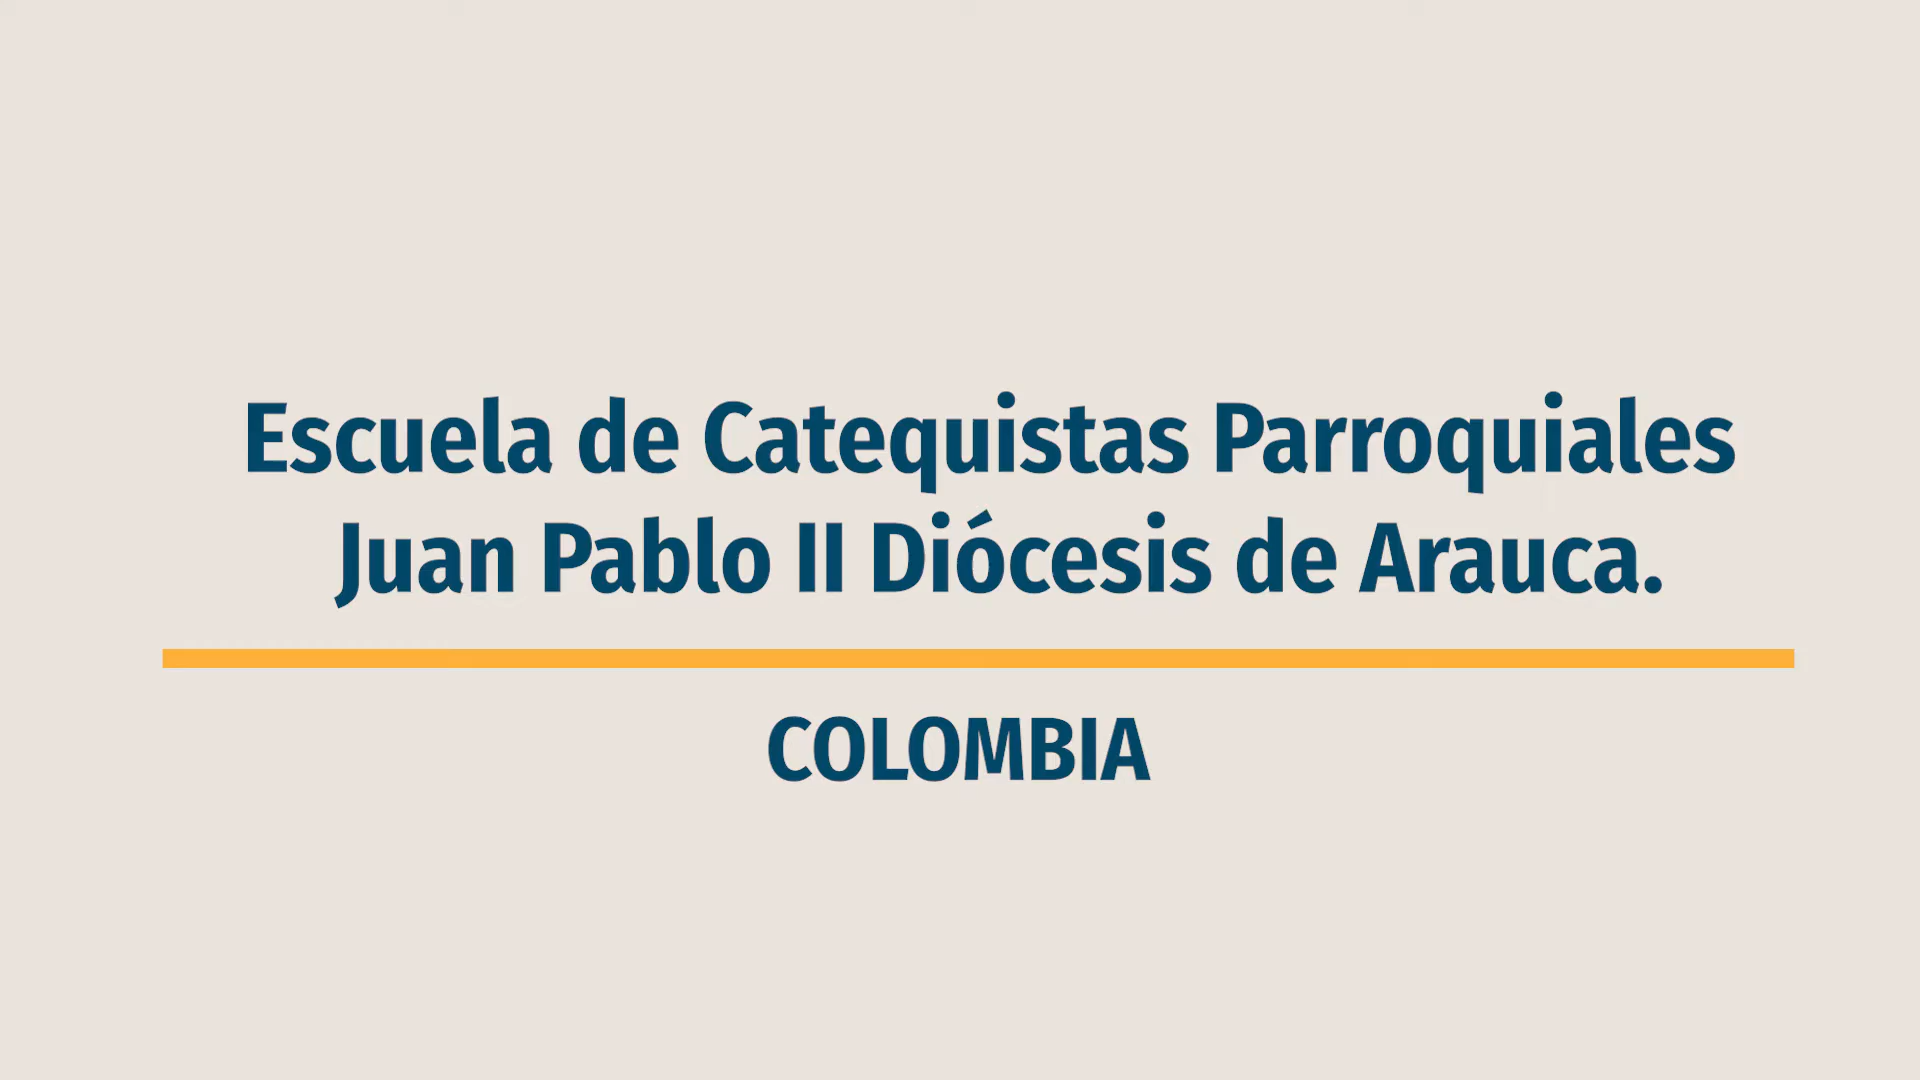 Escuela de Catequistas Parroquiales
Juan Pablo II Diócesis de Arauca.
COLOMBIA